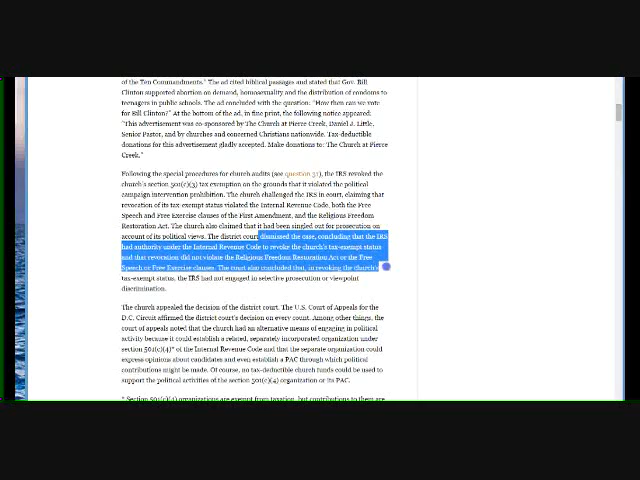 of the Ten Commandments." The ad cited biblical passages and stated that Gov. Bill
Clinton supported abortion on demand, homosexuality and the distribution of condoms to
teenagers in public schools. The ad concluded with the question: "How then can we vote
for Bill Clinton?" At the bottom of the ad, in fine print, the following notice appeared:
"This advertisement was co-sponsored by The Church at Pierce Creek, Daniel J. Little,
Senior Pastor, and by churches and concerned Christians nationwide. Tax-deductible
donations for this advertisement gladly accepted. Make donations to: The Church at Pierce
Creek."
Following the special procedures for church audits (see question 31), the IRS revoked the
church's section 501(c)(3) tax exemption on the grounds that it violated the political
campaign intervention prohibition. The church challenged the IRS in court, claiming that
revocation of its tax-exempt status violated the Internal Revenue Code, both the Free
Speech and Free Exercise clauses of the First Amendment, and the Religious Freedom
Restoration Act. The church also claimed that it had been singled out for prosecution on
account of its political views. The district court dismissed the case, concluding that the IRS
had authority under the Internal Revenue Code to revoke the church's tax-exempt status
and that revocation did not violate the Religious Freedom Restoration Act or the Free
Speech or Free Exercise clauses. The court also concluded that, in revoking the church's
tax-exempt status, the IRS had not engaged in selective prosecution or viewpoint
discrimination.
The church appealed the decision of the district court. The U.S. Court of Appeals for the
D.C. Circuit affirmed the district court's decision on every count. Among other things, the
court of appeals noted that the church had an alternative means of engaging in political
activity because it could establish a related, separately incorporated organization under
section 501(c)(4)* of the Internal Revenue Code and that the separate organization could
express opinions about candidates and even establish a PAC through which political
contributions might be made. Of course, no tax-deductible church funds could be used to
support the political activities of the section 501(c)(4) organization or its PAC.
* Section 501(c)(4) organizations are exempt from taxation, but contributions to them are